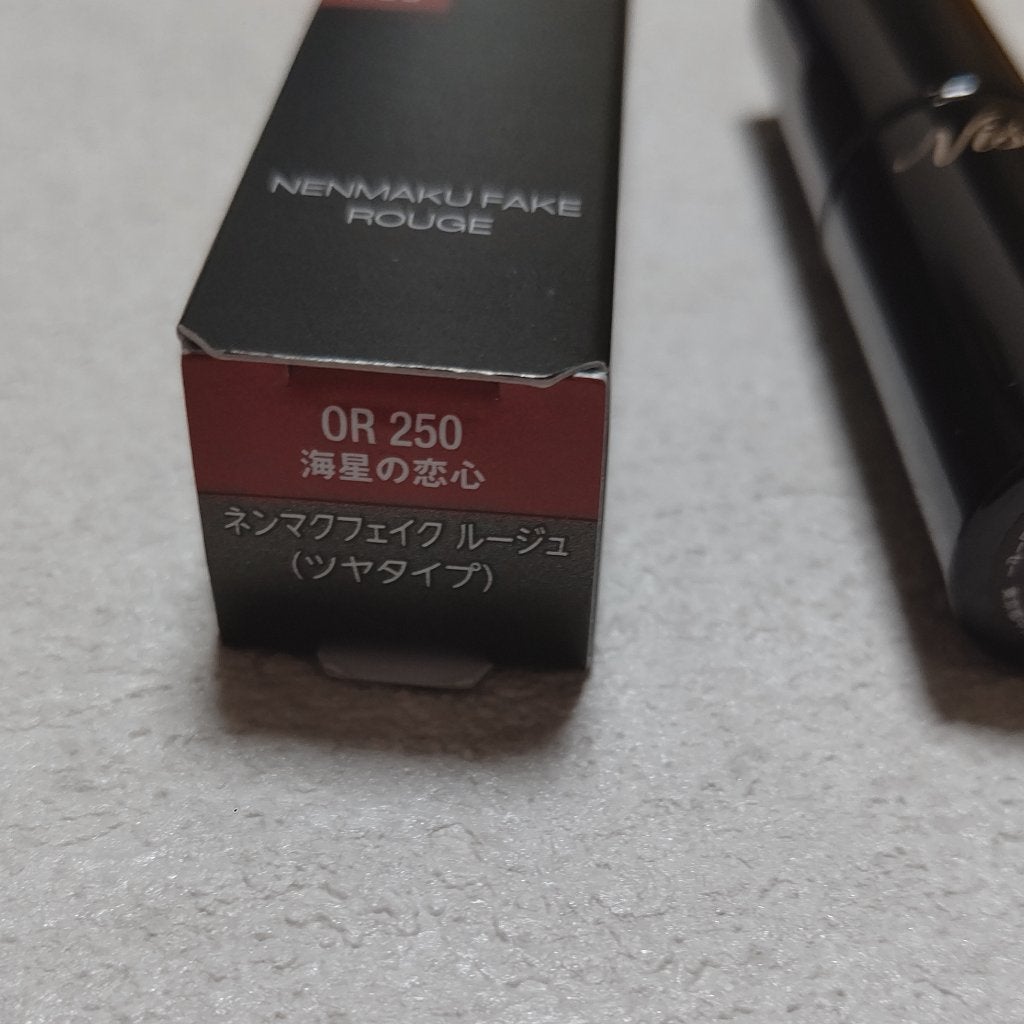 NENMAKU FAKE
ROUGE
OR 250
海星の恋心
ネンマクフェイク ルージュ
(ツヤタイプ)